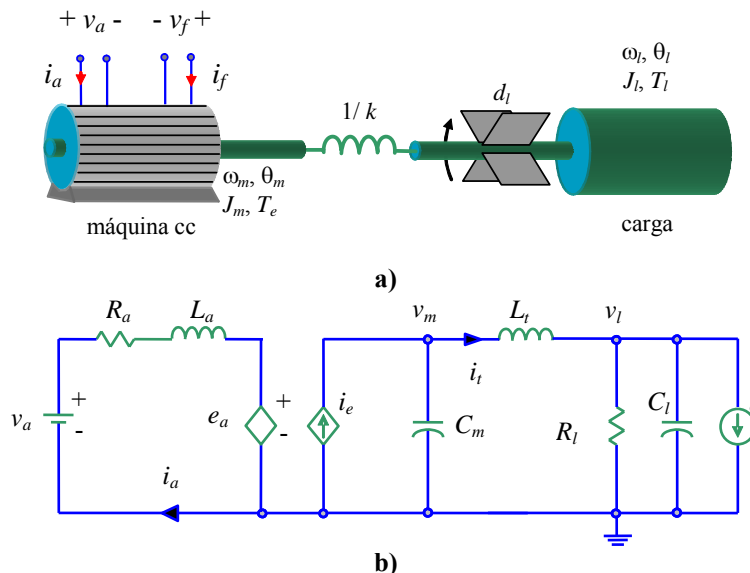 + v_a - - v_f +
i_a i_f
1/ k
d_l
ω_l, θ_l
J_l, T_l
ω_m, θ_m
J_m, T_e
máquina cc
carga
a)
R_a L_a
v_m L_t v_l
i_t
v_a + -
e_a + -
i_e
C_m
R_l
C_l
i_a
b)